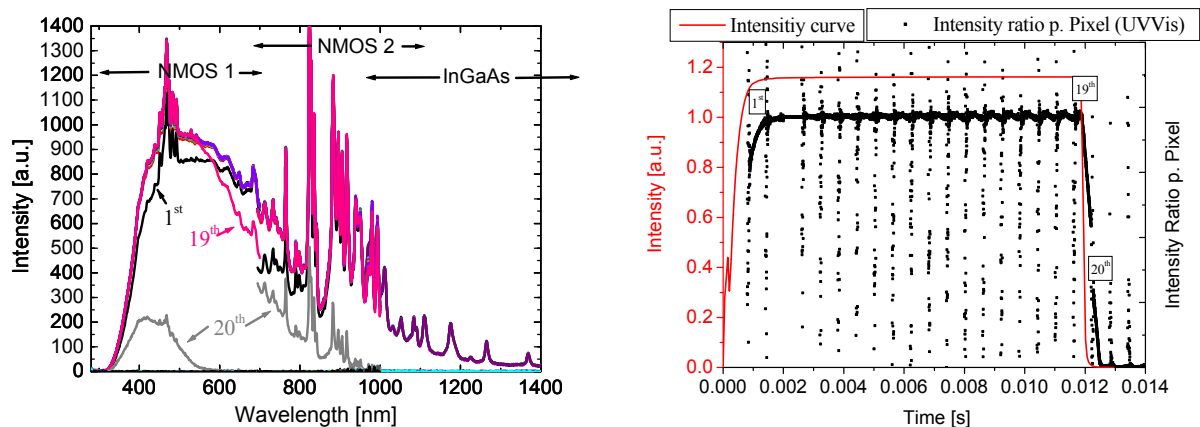 1400
1300
1200
1100
1000
900
800
700
600
500
400
300
200
100
0
Intensity [a.u.]
NMOS 2
NMOS 1
InGaAs
1st
19th
20th
400 600 800 1000 1200 1400
Wavelength [nm]
Intensitiy curve
Intensity ratio p. Pixel (UVVis)
1.2
1.0
0.8
0.6
0.4
0.2
0.0
Intensity [a.u.]
1st
19th
20th
Intensity Ratio p. Pixel
0.000 0.002 0.004 0.006 0.008 0.010 0.012 0.014
Time [s]